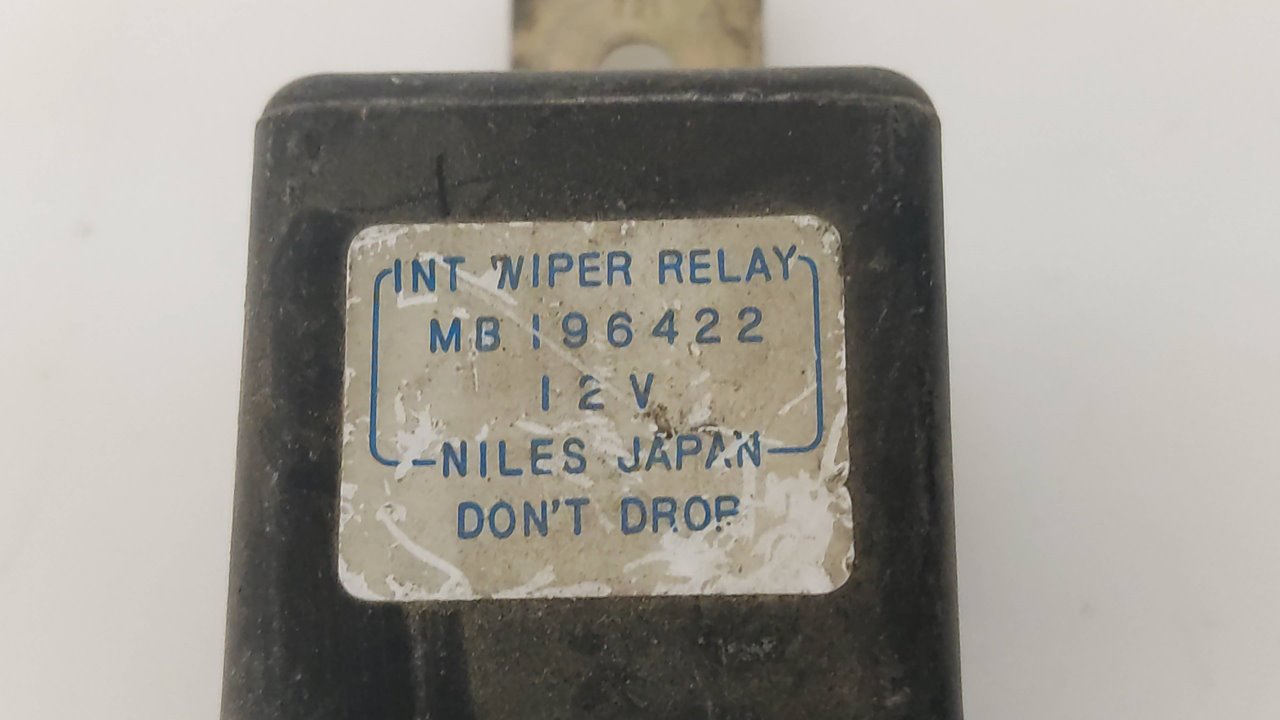 INT WIPER RELAY
MB196422
12V
NILES JAPAN
DON'T DROP